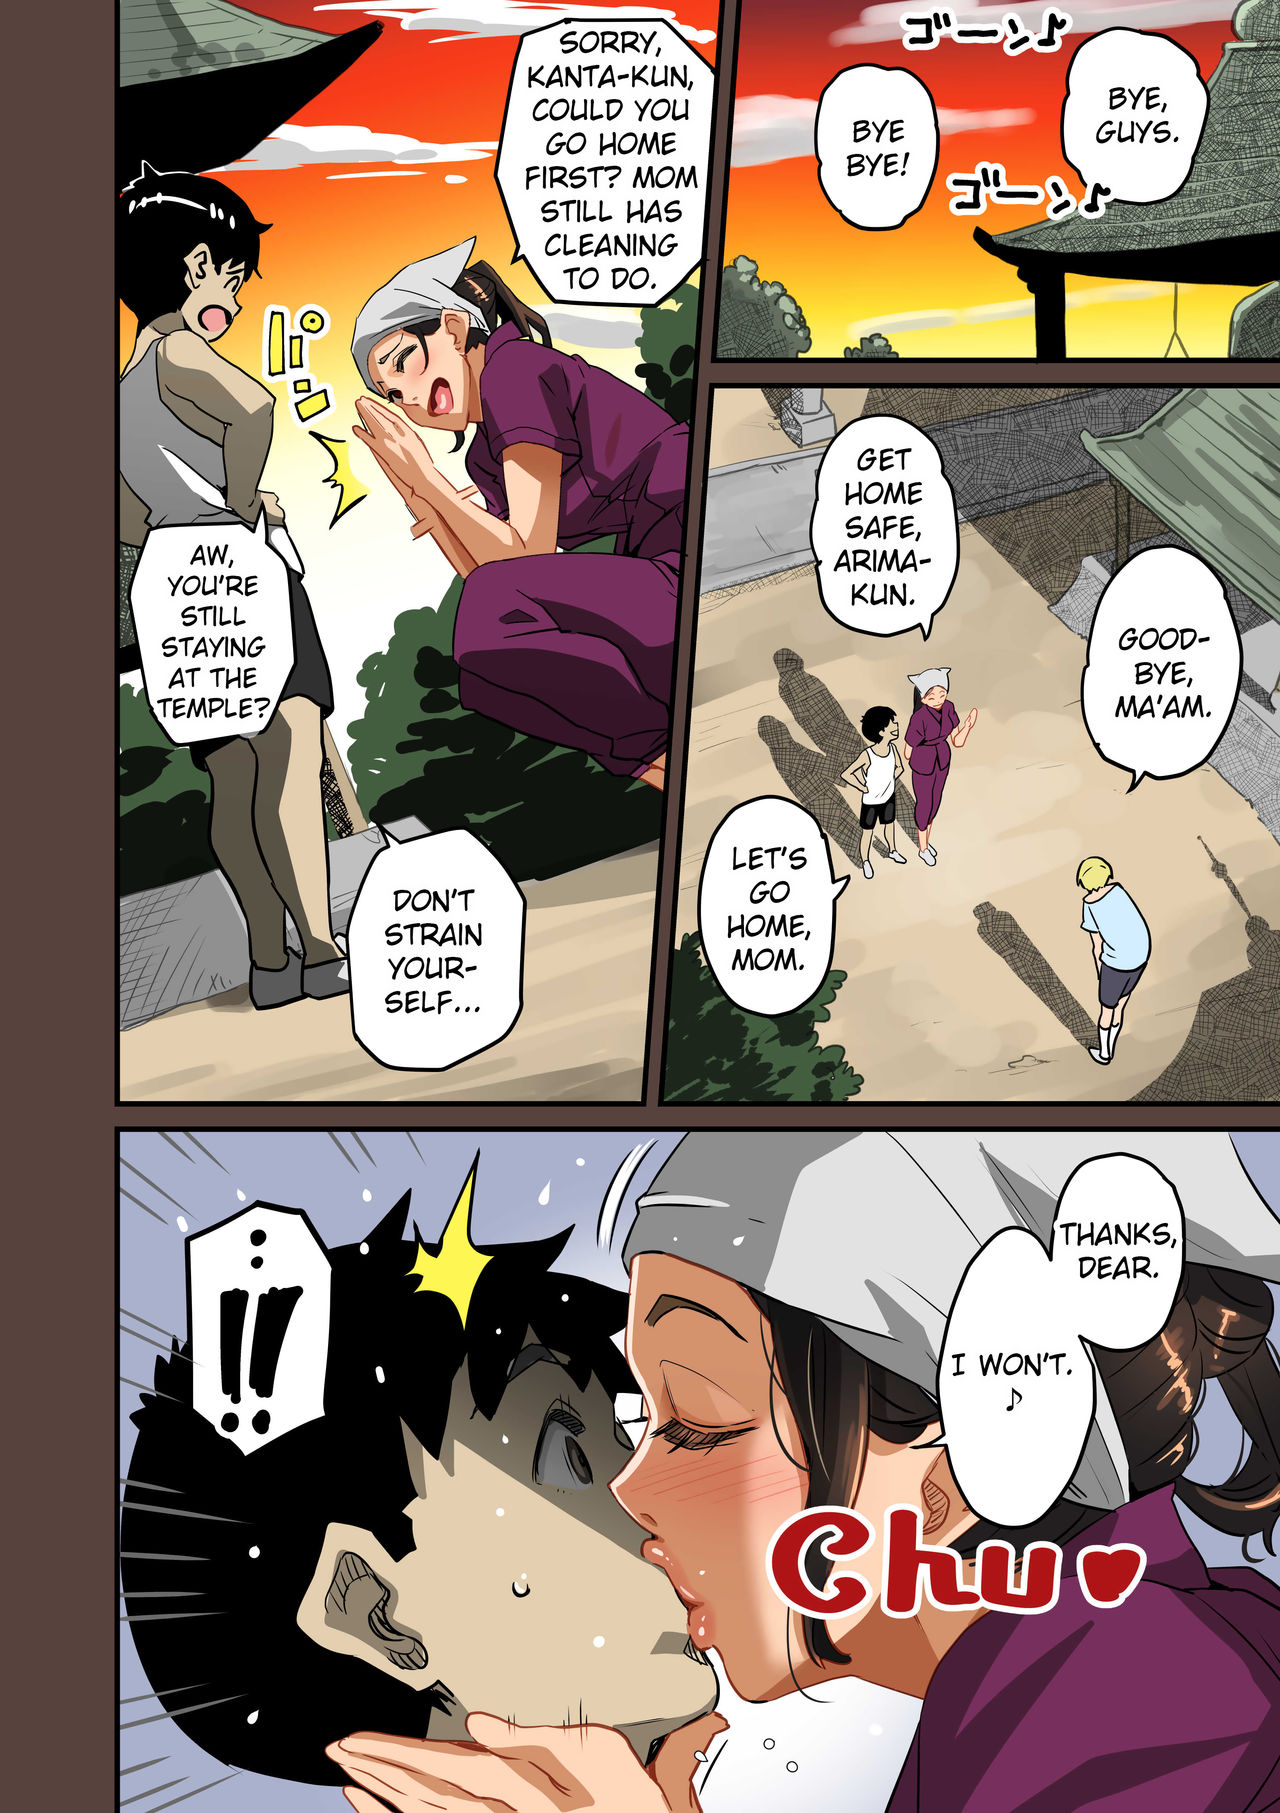 ゴーン♪
BYE,
GUYS.
BYE
BYE!
ゴーン♪
GET
HOME
SAFE,
ARIMA-
KUN.
GOOD-
BYE,
MA'AM.
LET'S
GO
HOME,
MOM.
SORRY,
KANTA-KUN,
COULD YOU
GO HOME
FIRST? MOM
STILL HAS
CLEANING
TO DO.
パン
AW,
YOU'RE
STILL
STAYING
AT THE
TEMPLE?
DON'T
STRAIN
YOUR-
SELF...
THANKS,
DEAR.
I WON'T.
♪
Chu♥
!!